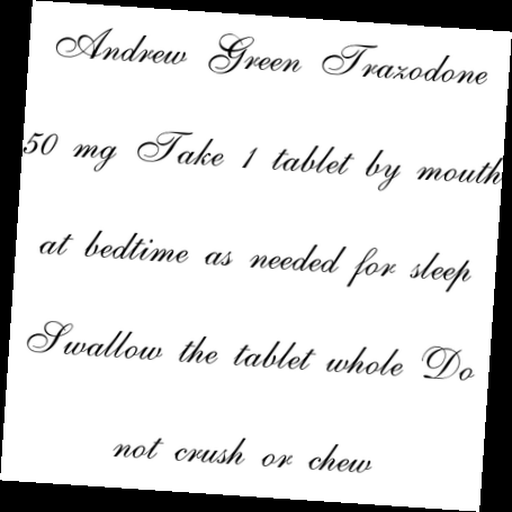 Andrew Green Trazodone
50 mg Take 1 tablet by mouth
at bedtime as needed for sleep
Swallow the tablet whole Do
not crush or chew